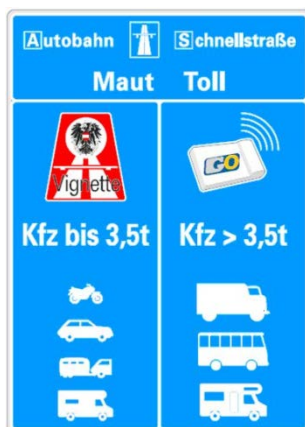 Autobahn Schnellstraße
Maut Toll
Vignette
GO
Kfz bis 3,5t
Kfz > 3,5t